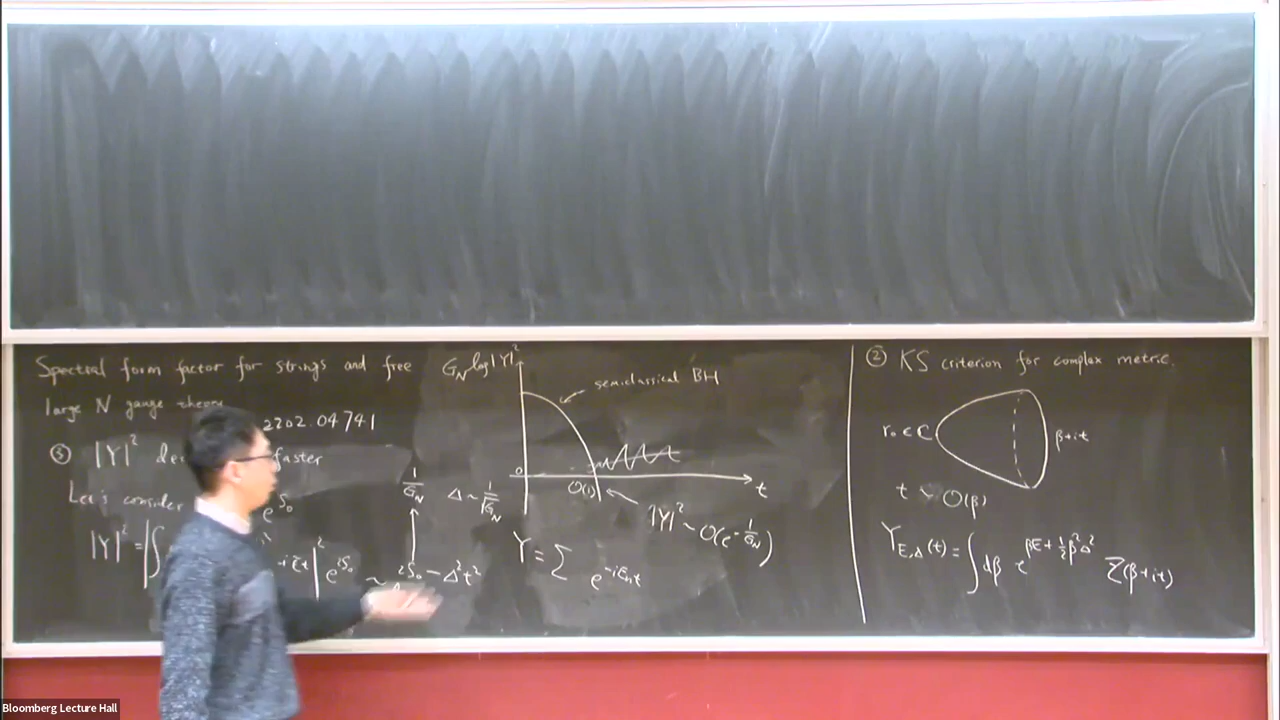 Spectral form factor for strings and free
large N gauge theory
2202.04741
③ |Y|² faster
Let's consider e^{S₀}
|Y|² = |∫ + iEt|² e^{2S₀} ~ e^{2S₀ - Δ²t²}
1/G_N Δ ~ 1/√G_N
G_N log|Y|²
semiclassical BH
0
O(1)
t
|Y|² ~ O(e^{-1/G_N})
Y = Σ e^{-iE_n t}
② KS criterion for complex metric.
r₀ ∈ C
β+it
t ~ O(β)
Y_{E,Δ}(t) = ∫dβ e^{βE + ½β²Δ²} Z(β+it)
Bloomberg Lecture Hall